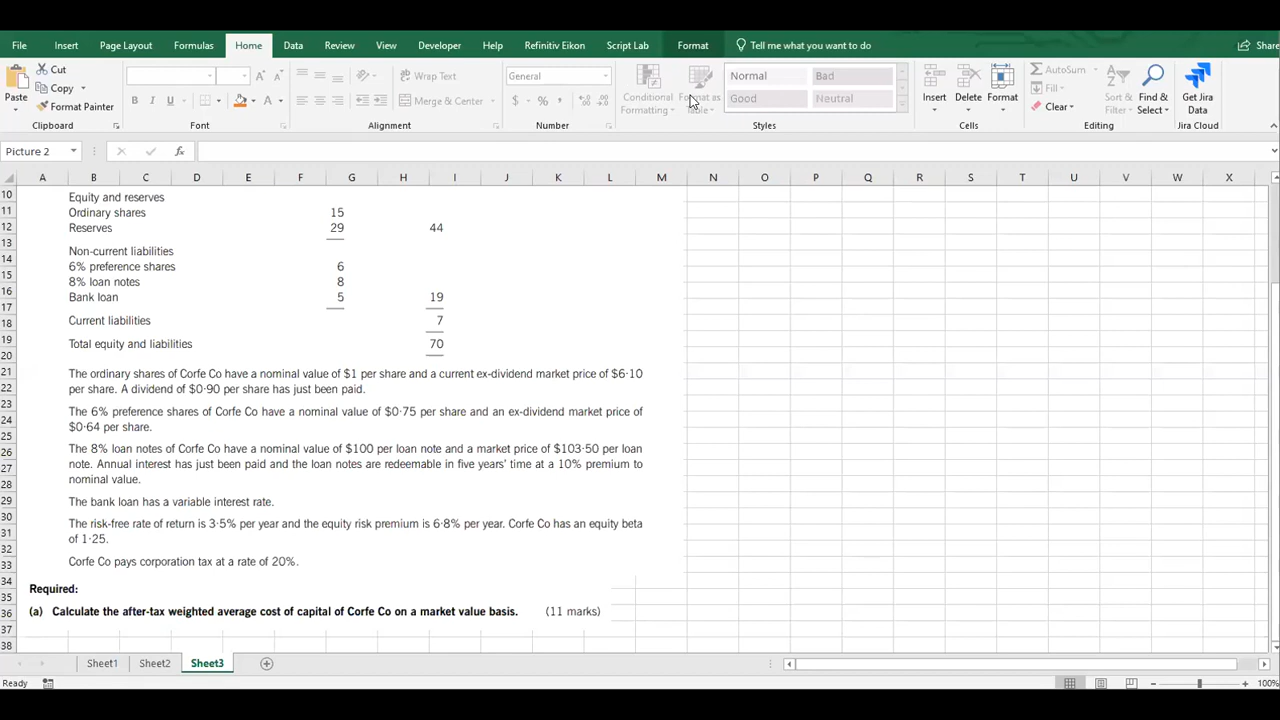 File Insert Page Layout Formulas Home Data Review View Developer Help Refinitiv Eikon Script Lab Format Tell me what you want to do Share
Cut
Copy
Format Painter
Paste
Wrap Text
Merge & Center
General
Conditional Formatting
Format as Table
Normal Bad
Good Neutral
Insert Delete Format
AutoSum
Fill
Clear
Sort & Filter
Find & Select
Get Jira Data
Clipboard Font Alignment Number Styles Cells Editing Jira Cloud
Picture 2 fx
A B C D E F G H I J K L M N O P Q R S T U V W X
10
11
12
13
14
15
16
17
18
19
20
21
22
23
24
25
26
27
28
29
30
31
32
33
34
35
36
37
38
Equity and reserves
Ordinary shares 15
Reserves 29 44
Non-current liabilities
6% preference shares 6
8% loan notes 8
Bank loan 5 19
Current liabilities 7
Total equity and liabilities 70
The ordinary shares of Corfe Co have a nominal value of $1 per share and a current ex-dividend market price of $6·10
per share. A dividend of $0·90 per share has just been paid.
The 6% preference shares of Corfe Co have a nominal value of $0·75 per share and an ex-dividend market price of
$0·64 per share.
The 8% loan notes of Corfe Co have a nominal value of $100 per loan note and a market price of $103·50 per loan
note. Annual interest has just been paid and the loan notes are redeemable in five years' time at a 10% premium to
nominal value.
The bank loan has a variable interest rate.
The risk-free rate of return is 3·5% per year and the equity risk premium is 6·8% per year. Corfe Co has an equity beta
of 1·25.
Corfe Co pays corporation tax at a rate of 20%.
Required:
(a) Calculate the after-tax weighted average cost of capital of Corfe Co on a market value basis. (11 marks)
Sheet1 Sheet2 Sheet3
Ready 100%